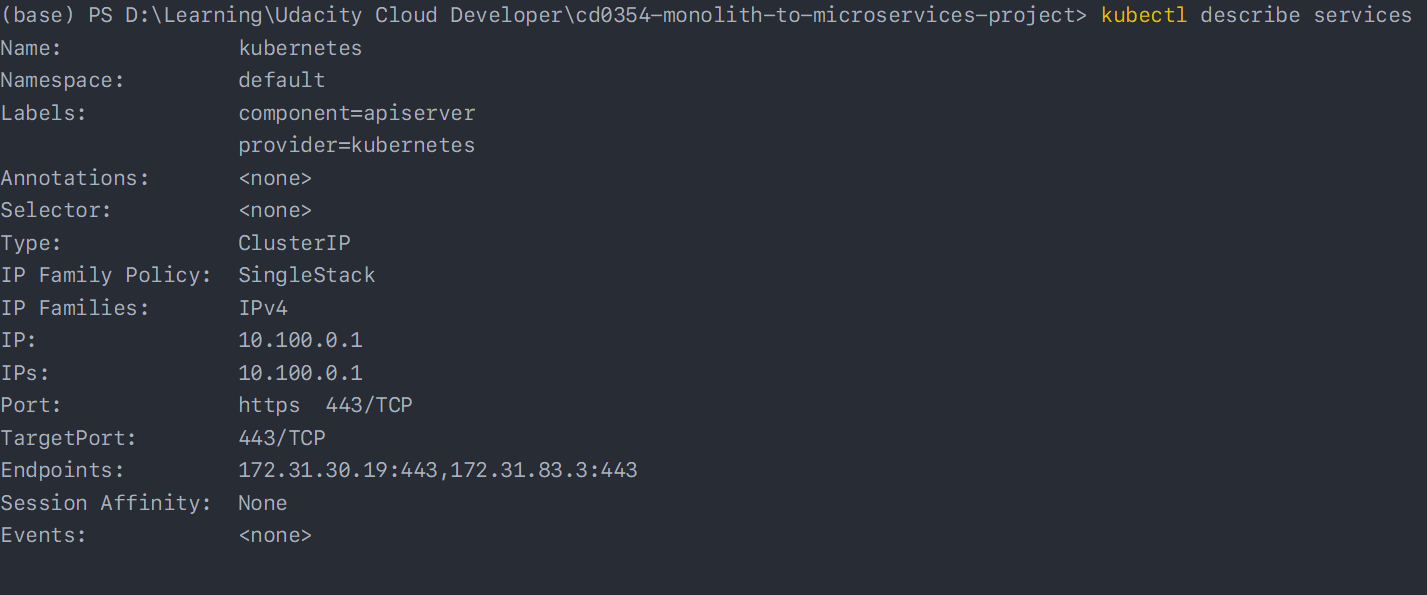 (base) PS D:\Learning\Udacity Cloud Developer\cd0354-monolith-to-microservices-project> kubectl describe services
Name:              kubernetes
Namespace:         default
Labels:            component=apiserver
                   provider=kubernetes
Annotations:       <none>
Selector:          <none>
Type:              ClusterIP
IP Family Policy:  SingleStack
IP Families:       IPv4
IP:                10.100.0.1
IPs:               10.100.0.1
Port:              https  443/TCP
TargetPort:        443/TCP
Endpoints:         172.31.30.19:443,172.31.83.3:443
Session Affinity:  None
Events:            <none>